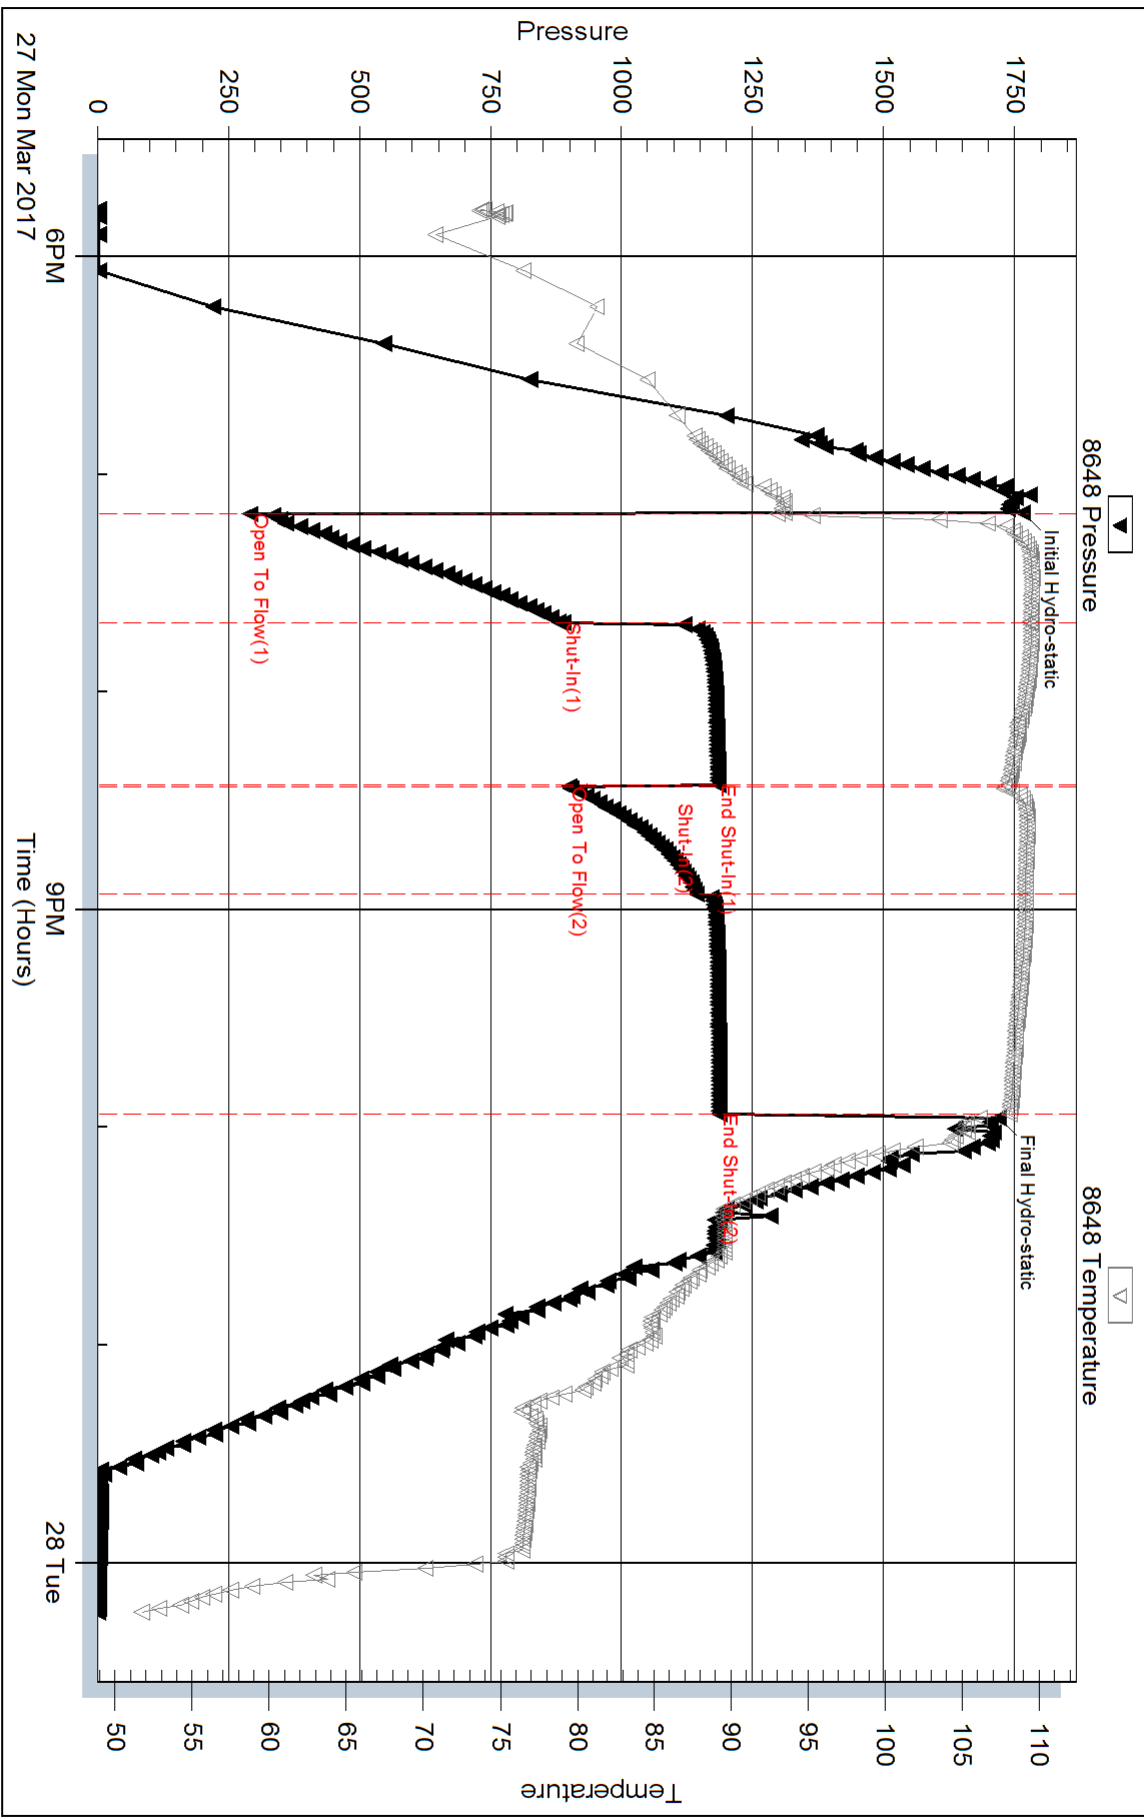 8648 Pressure
8648 Temperature
Pressure
Temperature
1750
1500
1250
1000
750
500
250
0
110
105
100
95
90
85
80
75
70
65
60
55
50
Initial Hydro-static
Open To Flow(1)
Shut-In(1)
End Shut-In(1)
Open To Flow(2)
Shut-In(2)
End Shut-In(2)
Final Hydro-static
6PM
9PM
28 Tue
27 Mon Mar 2017
Time (Hours)